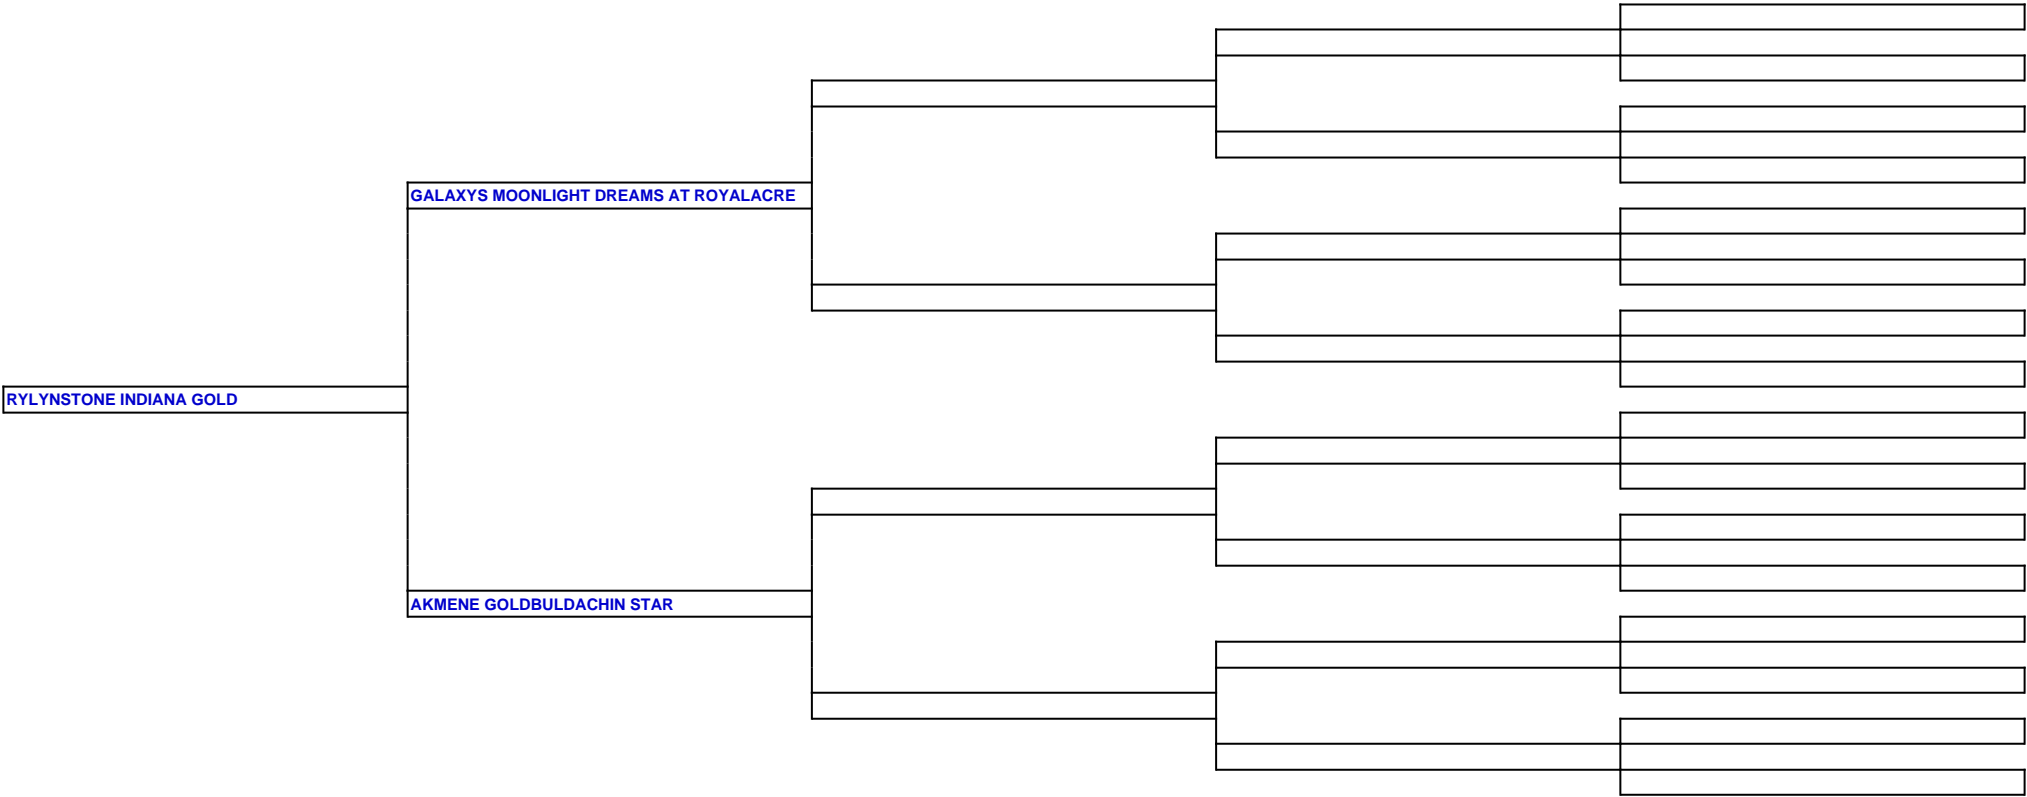 GALAXYS MOONLIGHT DREAMS AT ROYALACRE
RYLYNSTONE INDIANA GOLD
AKMENE GOLDBULDACHIN STAR